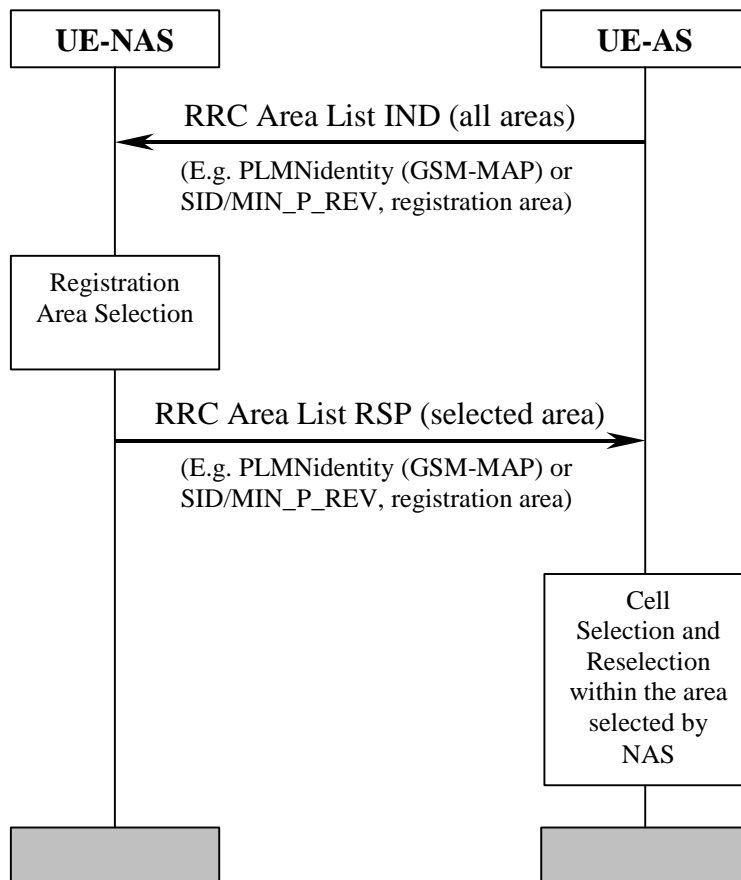 UE-NAS
UE-AS
RRC Area List IND (all areas)
(E.g. PLMNidentity (GSM-MAP) or
SID/MIN_P_REV, registration area)
Registration
Area Selection
RRC Area List RSP (selected area)
(E.g. PLMNidentity (GSM-MAP) or
SID/MIN_P_REV, registration area)
Cell
Selection and
Reselection
within the area
selected by
NAS